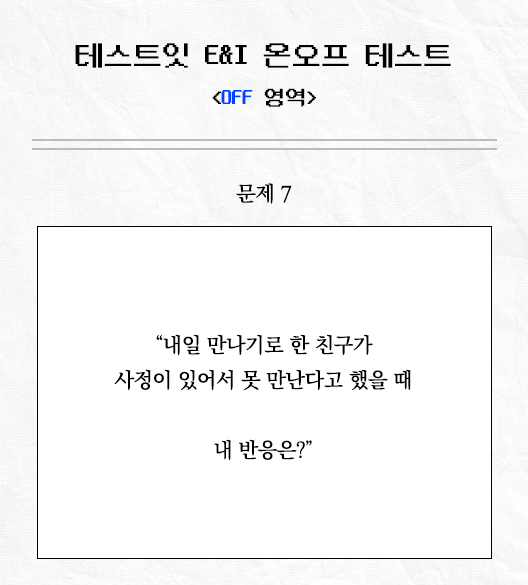 테스트잇 E&I 온오프 테스트
<OFF 영역>
문제 7
“내일 만나기로 한 친구가
사정이 있어서 못 만난다고 했을 때
내 반응은?”